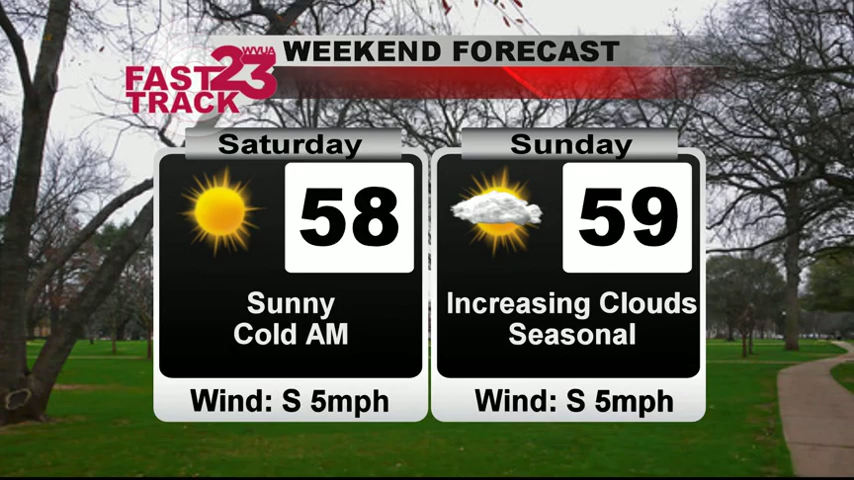 WVUA
23
FAST
TRACK
WEEKEND FORECAST
Saturday
58
Sunny
Cold AM
Wind: S 5mph
Sunday
59
Increasing Clouds
Seasonal
Wind: S 5mph